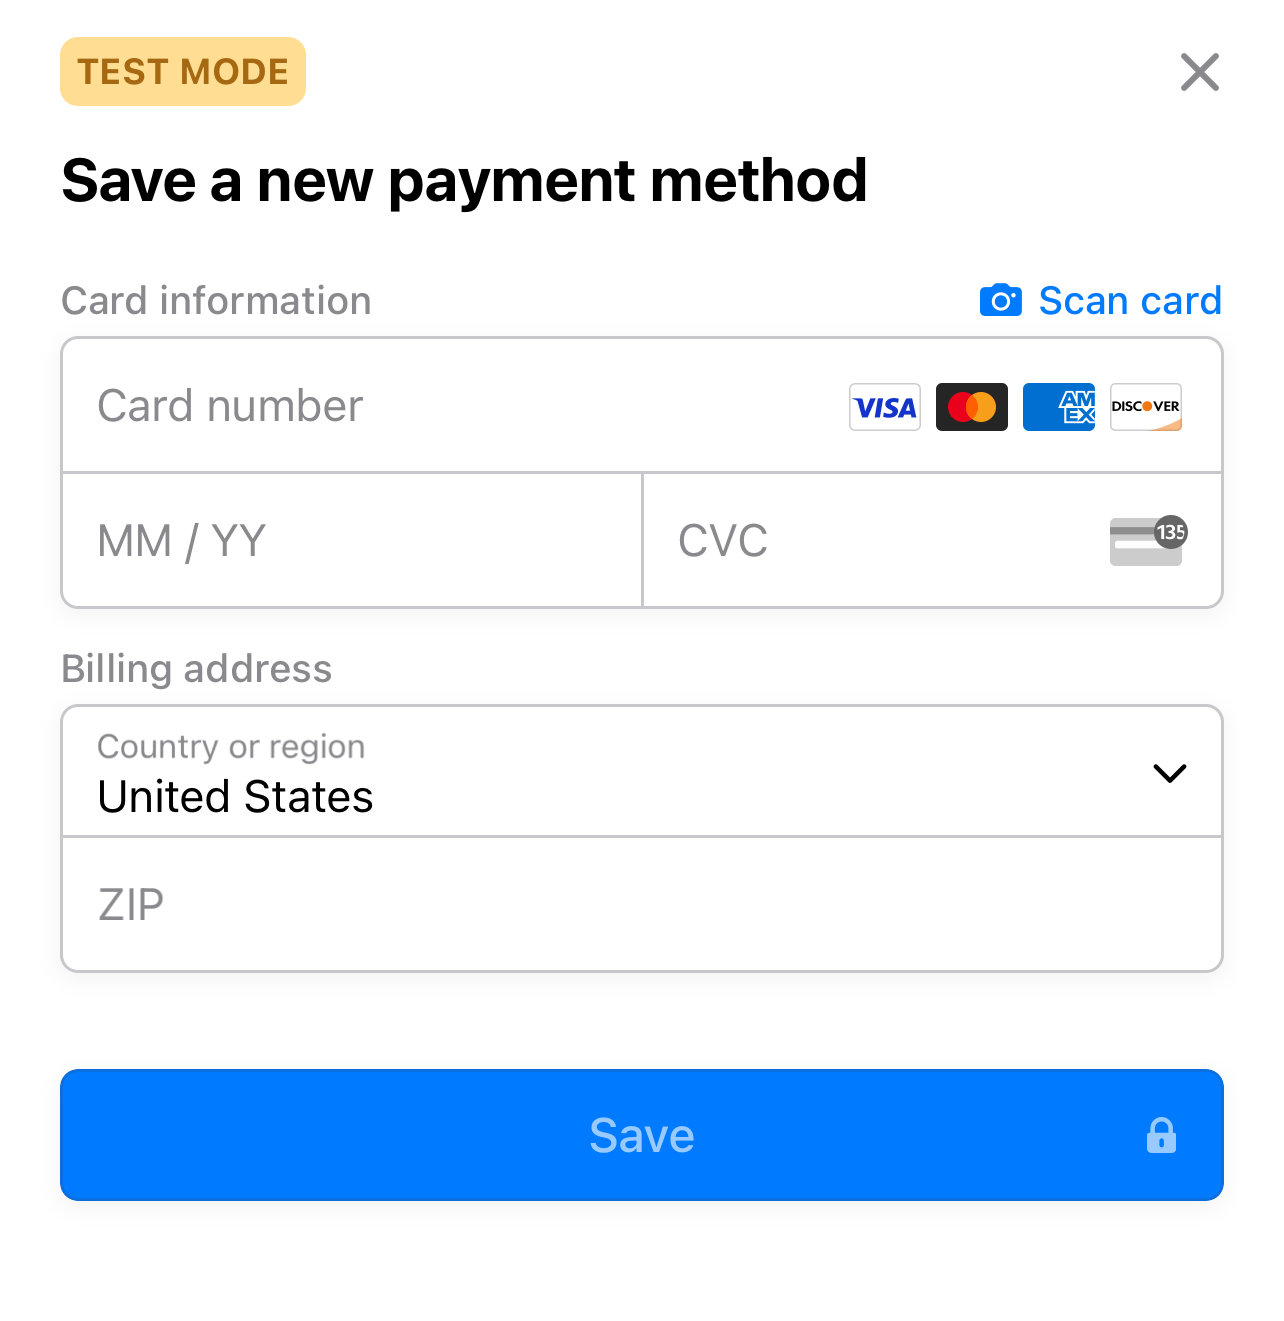 TEST MODE
Save a new payment method
Card information
Scan card
Card number
VISA
AM
EX
DISCOVER
MM / YY
CVC
135
Billing address
Country or region
United States
ZIP
Save